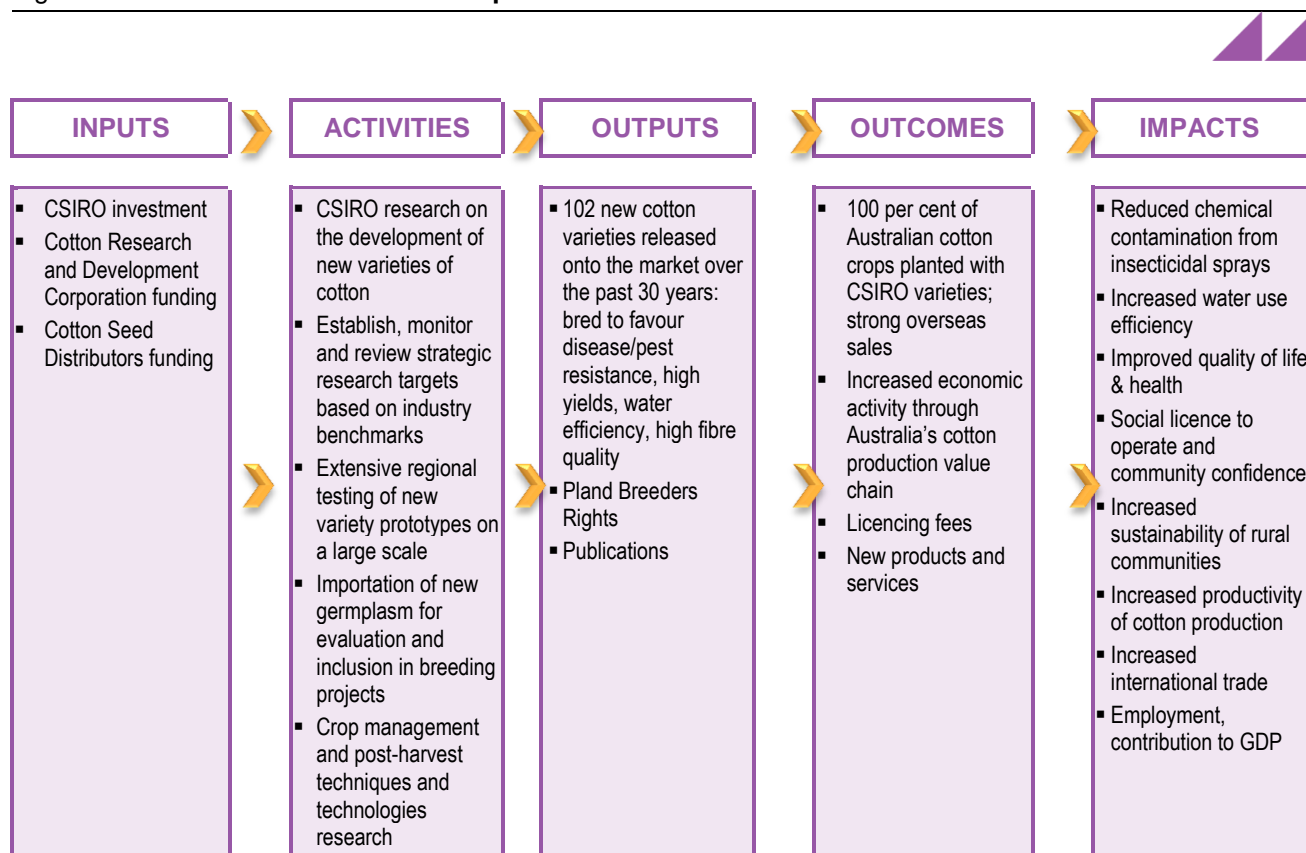 INPUTS
ACTIVITIES
OUTPUTS
OUTCOMES
IMPACTS
▪ CSIRO investment
▪ Cotton Research
and Development
Corporation funding
▪ Cotton Seed
Distributors funding
▪ CSIRO research on
the development of
new varieties of
cotton
▪ Establish, monitor
and review strategic
research targets
based on industry
benchmarks
▪ Extensive regional
testing of new
variety prototypes on
a large scale
▪ Importation of new
germplasm for
evaluation and
inclusion in breeding
projects
▪ Crop management
and post-harvest
techniques and
technologies
research
▪ 102 new cotton
varieties released
onto the market over
the past 30 years:
bred to favour
disease/pest
resistance, high
yields, water
efficiency, high fibre
quality
▪ Pland Breeders
Rights
▪ Publications
▪ 100 per cent of
Australian cotton
crops planted with
CSIRO varieties;
strong overseas
sales
▪ Increased economic
activity through
Australia's cotton
production value
chain
▪ Licencing fees
▪ New products and
services
▪ Reduced chemical
contamination from
insecticidal sprays
▪ Increased water use
efficiency
▪ Improved quality of life
& health
▪ Social licence to
operate and
community confidence
▪ Increased
sustainability of rural
communities
▪ Increased productivity
of cotton production
▪ Increased
international trade
▪ Employment,
contribution to GDP